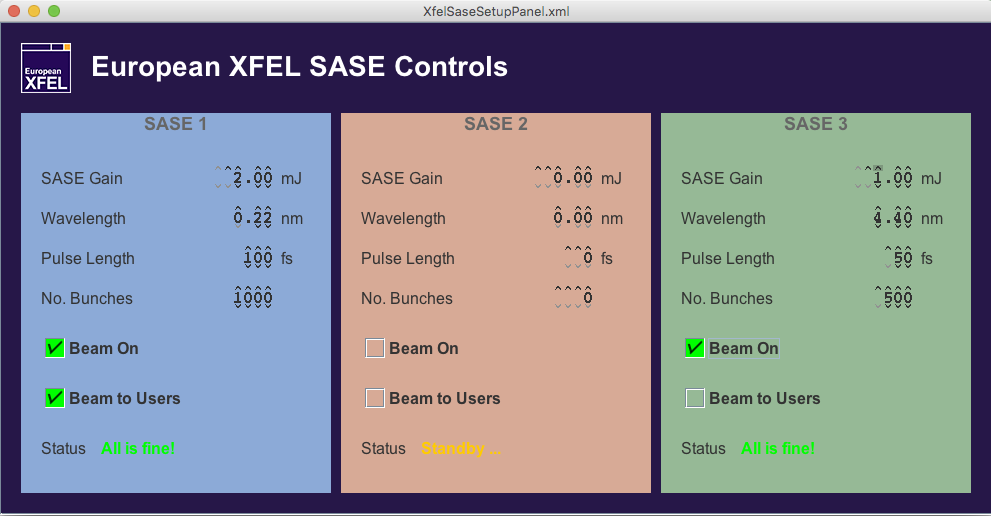 XfelSaseSetupPanel.xml
European
XFEL
European XFEL SASE Controls
SASE 1
SASE Gain 2.00 mJ
Wavelength 0.22 nm
Pulse Length 100 fs
No. Bunches 1000
Beam On
Beam to Users
Status All is fine!
SASE 2
SASE Gain 0.00 mJ
Wavelength 0.00 nm
Pulse Length 0 fs
No. Bunches 0
Beam On
Beam to Users
Status Standby ...
SASE 3
SASE Gain 1.00 mJ
Wavelength 4.40 nm
Pulse Length 50 fs
No. Bunches 500
Beam On
Beam to Users
Status All is fine!